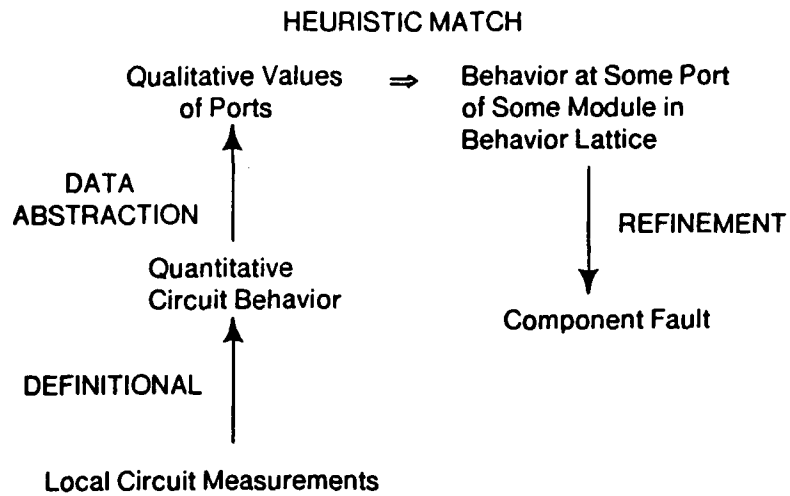 HEURISTIC MATCH
Qualitative Values
of Ports
⇒
Behavior at Some Port
of Some Module in
Behavior Lattice
DATA
ABSTRACTION
REFINEMENT
Quantitative
Circuit Behavior
Component Fault
DEFINITIONAL
Local Circuit Measurements